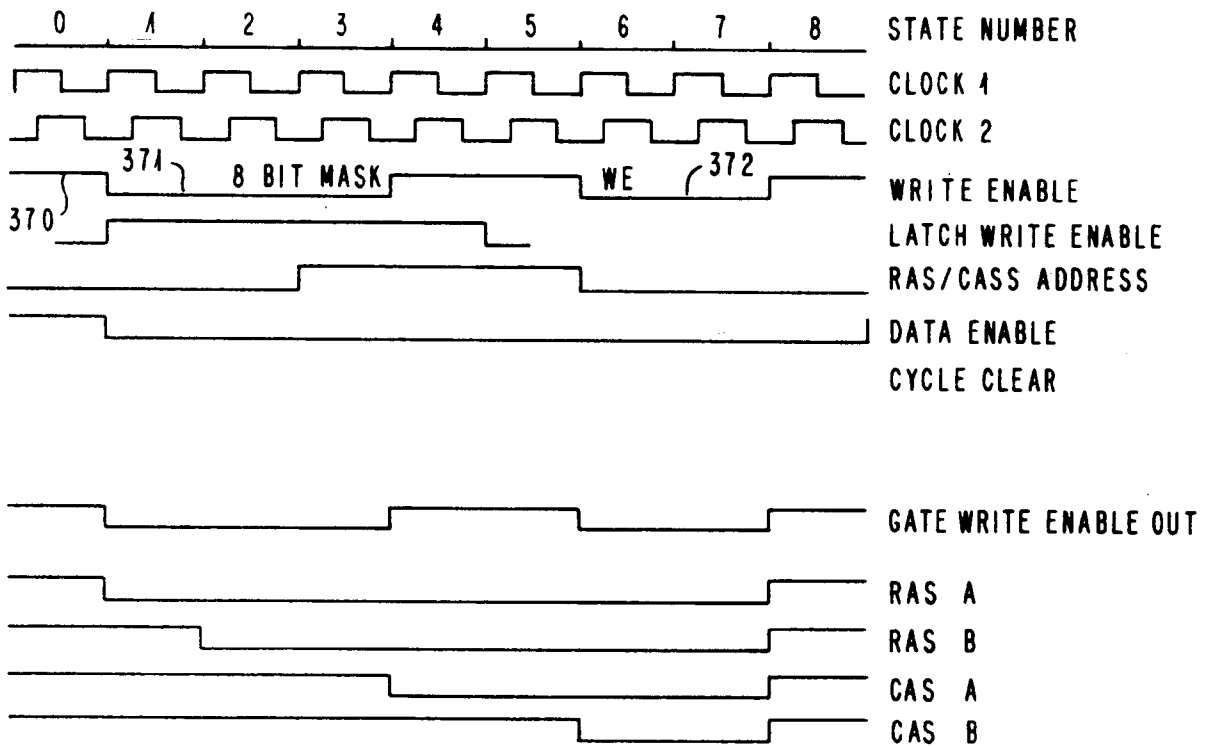 0 1 2 3 4 5 6 7 8 STATE NUMBER
CLOCK 1
CLOCK 2
371 8 BIT MASK WE 372 WRITE ENABLE
370 LATCH WRITE ENABLE
RAS/CASS ADDRESS
DATA ENABLE
CYCLE CLEAR
GATE WRITE ENABLE OUT
RAS A
RAS B
CAS A
CAS B